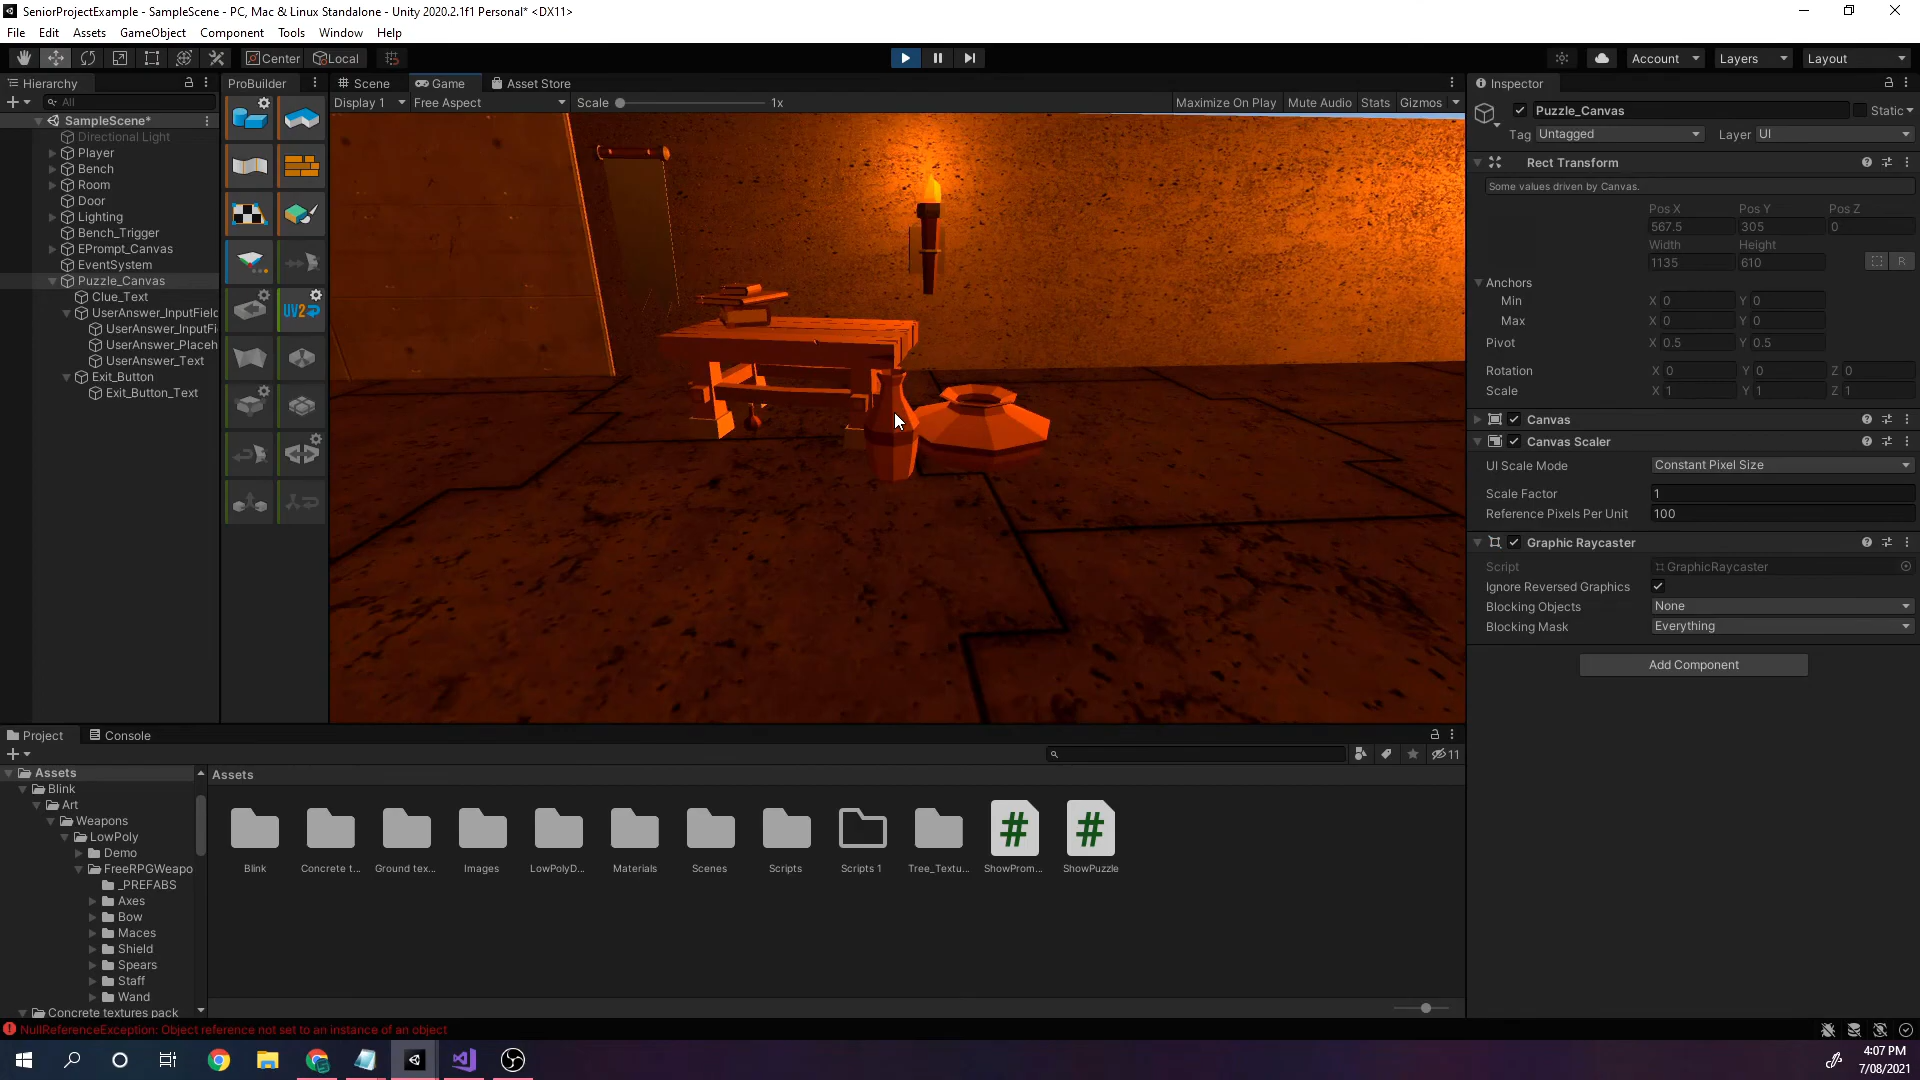 SeniorProjectExample - SampleScene - PC, Mac & Linux Standalone - Unity 2020.2.1f1 Personal* <DX11>
File Edit Assets GameObject Component Tools Window Help
Center Local Account Layers Layout
Hierarchy
All
SampleScene*
Directional Light
Player
Bench
Room
Door
Lighting
Bench_Trigger
EPrompt_Canvas
EventSystem
Puzzle_Canvas
Clue_Text
UserAnswer_InputField
UserAnswer_InputFi
UserAnswer_Placeh
UserAnswer_Text
Exit_Button
Exit_Button_Text
ProBuilder
UV2
Scene Game Asset Store
Display 1 Free Aspect Scale 1x Maximize On Play Mute Audio Stats Gizmos
Inspector
Puzzle_Canvas Static
Tag Untagged Layer UI
Rect Transform
Some values driven by Canvas.
Pos X Pos Y Pos Z
567.5 305 0
Width Height
1135 610 R
Anchors
Min X 0 Y 0
Max X 0 Y 0
Pivot X 0.5 Y 0.5
Rotation X 0 Y 0 Z 0
Scale X 1 Y 1 Z 1
Canvas
Canvas Scaler
UI Scale Mode Constant Pixel Size
Scale Factor 1
Reference Pixels Per Unit 100
Graphic Raycaster
Script GraphicRaycaster
Ignore Reversed Graphics
Blocking Objects None
Blocking Mask Everything
Add Component
Project Console
11
Assets
Blink
Art
Weapons
LowPoly
Demo
FreeRPGWeapo
_PREFABS
Axes
Bow
Maces
Shield
Spears
Staff
Wand
Concrete textures pack
Assets
Blink Concrete t... Ground tex... Images LowPolyD... Materials Scenes Scripts Scripts 1 Tree_Textu... ShowProm... ShowPuzzle
NullReferenceException: Object reference not set to an instance of an object
4:07 PM
7/08/2021